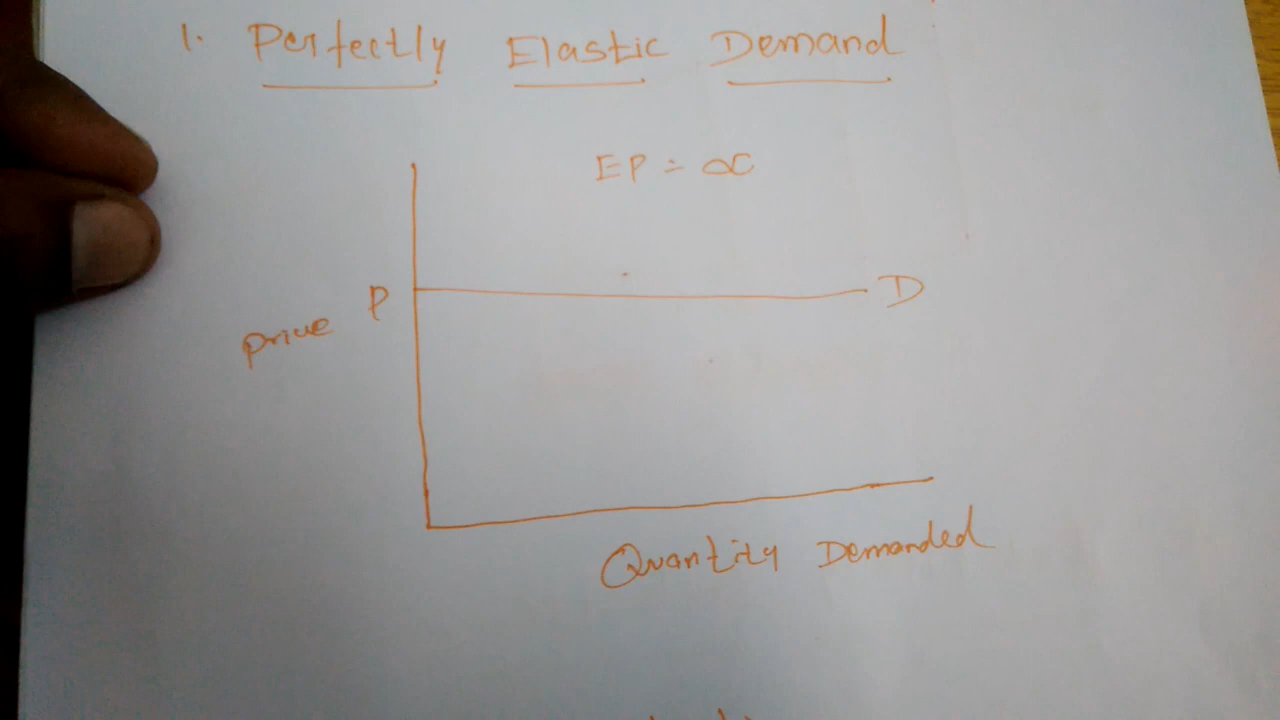 1. Perfectly Elastic Demand
EP = ∝
P
D
price
Quantity Demanded